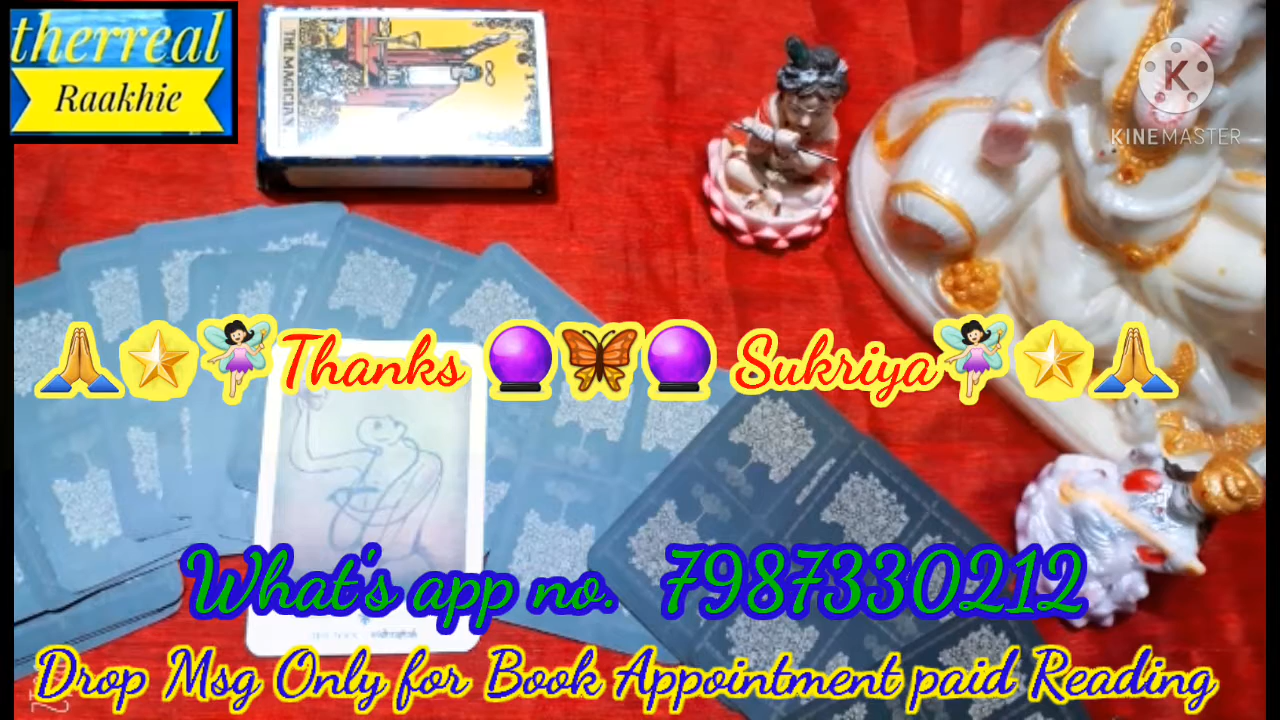 therreal
Raakhie
THE MAGICIAN.
KINEMASTER
Thanks Sukriya
What's app no. 7987330212
Drop Msg Only for Book Appointment paid Reading